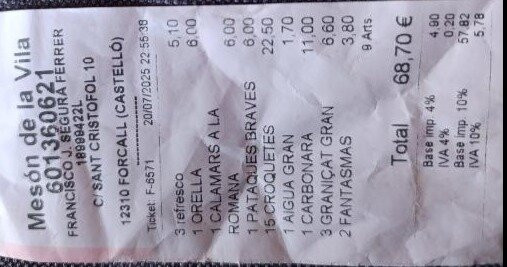 Mesón de la Vila
601360621
FRANCISCO J. SEGURA FERRER
18999422L
C/ SANT CRISTOFOL 10
12310 FORCALL (CASTELLÓ)
Ticket: F-6571 20/07/2025 22:55:38
3 refresco 5,10
1 ORELLA 6,00
1 CALAMARS A LA
ROMANA 6,00
1 PATAQUES BRAVES 6,00
15 CROQUETES 22,50
1 AIGUA GRAN 1,70
1 CARBONARA 11,00
3 GRANIÇAT GRAN 6,60
2 FANTASMAS 3,80
9 Arts
Total 68,70 €
Base imp. 4% 4,90
IVA 4% 0,20
Base imp. 10% 57,82
IVA 10% 5,78